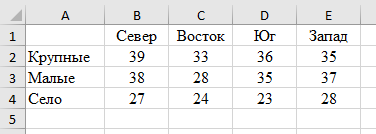 A B C D E
1 Север Восток Юг Запад
2 Крупные 39 33 36 35
3 Малые 38 28 35 37
4 Село 27 24 23 28
5